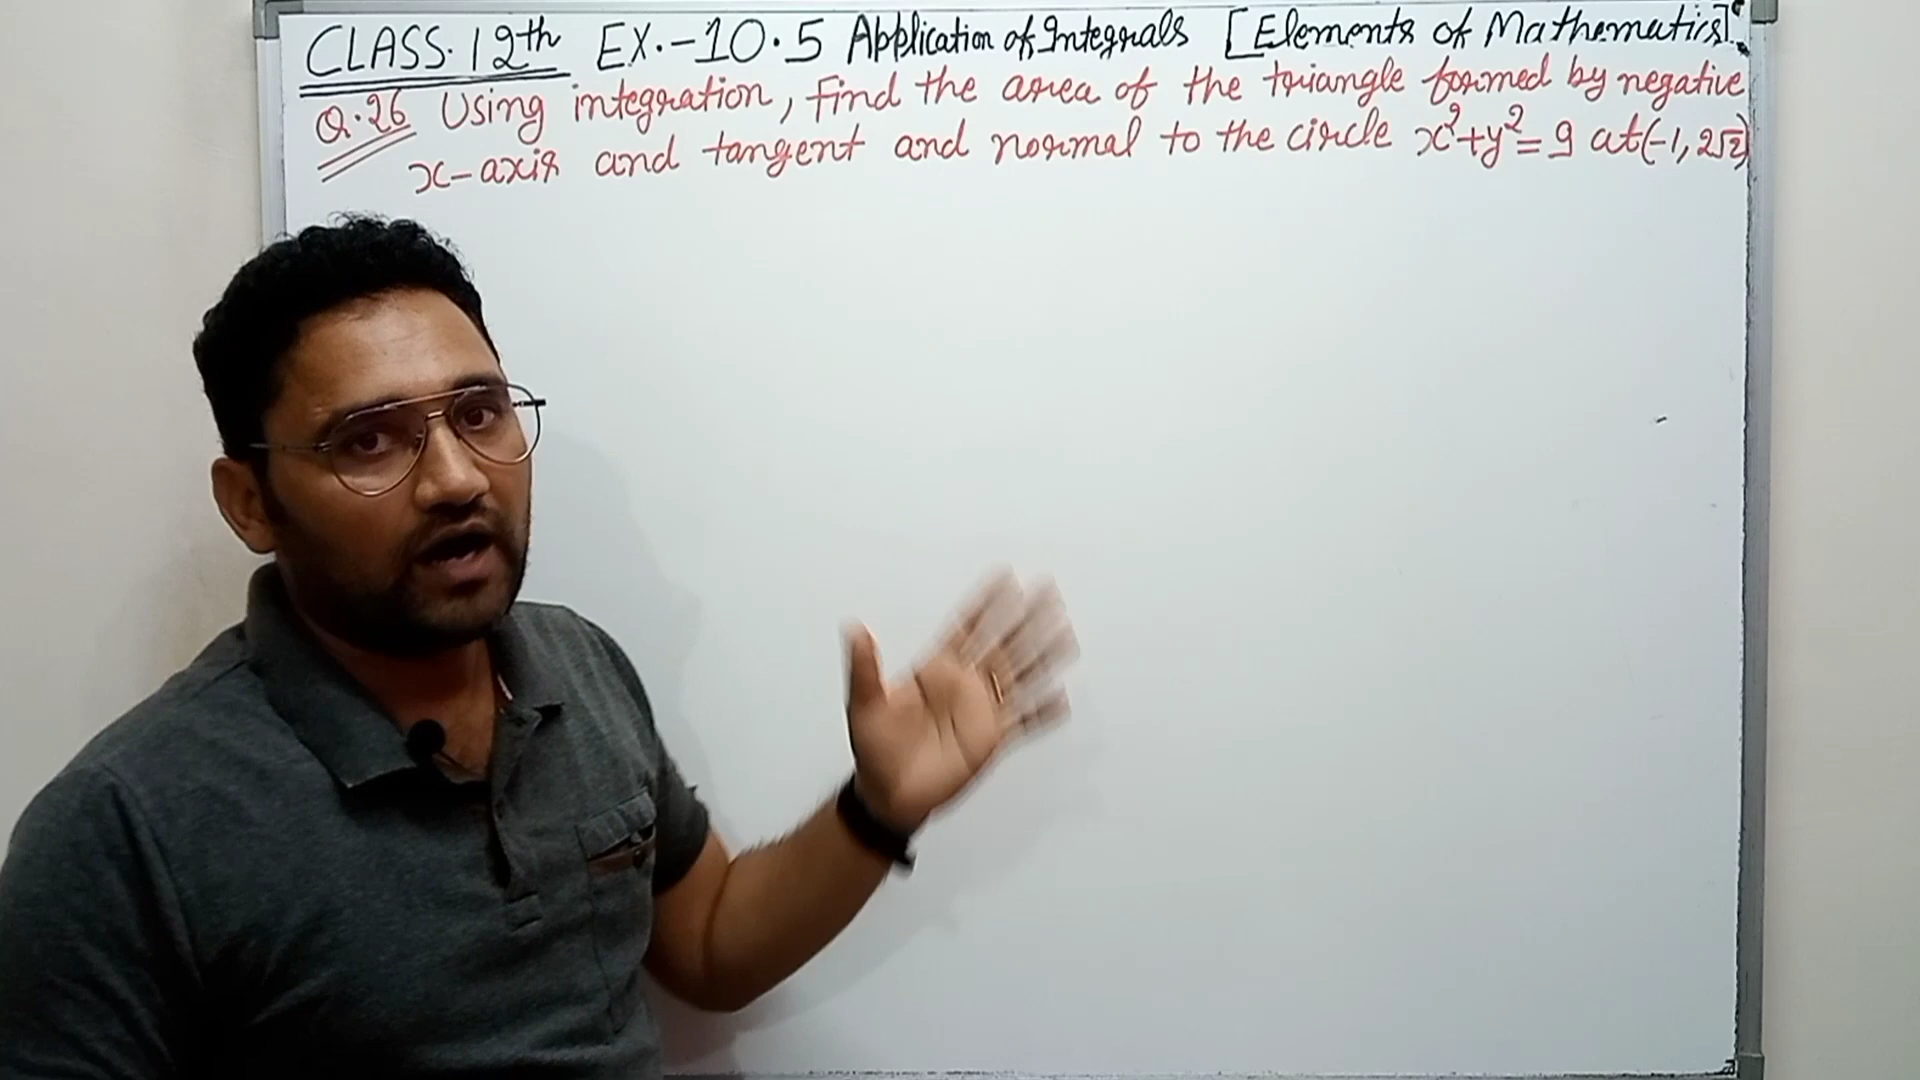 CLASS.12th EX.-10.5 Application of Integrals [Elements of Mathematics]
Q.26 Using integration, find the area of the triangle formed by negative
x-axis and tangent and normal to the circle x²+y²=9 at(-1, 2√2)